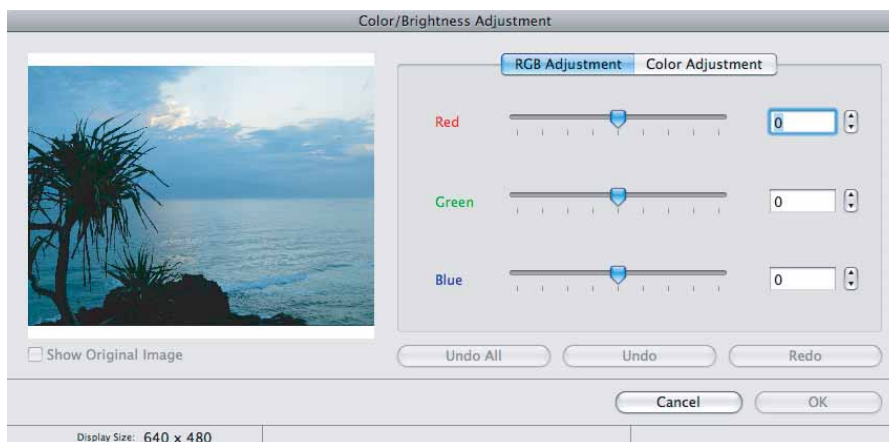 Color/Brightness Adjustment
RGB Adjustment Color Adjustment
Red 0
Green 0
Blue 0
Show Original Image
Undo All Undo Redo
Cancel OK
Display Size: 640 x 480